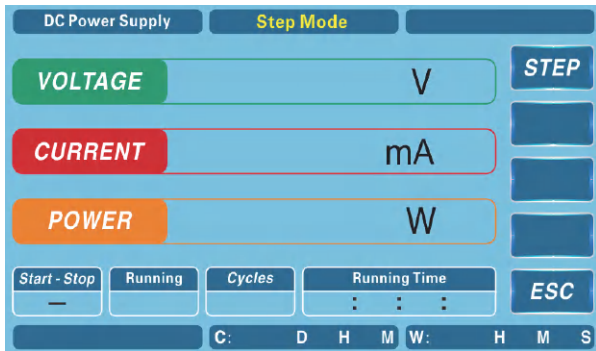 DC Power Supply Step Mode
STEP
VOLTAGE V
CURRENT mA
POWER W
Start - Stop Running Cycles Running Time
— : : :
ESC
C: D H M W: H M S